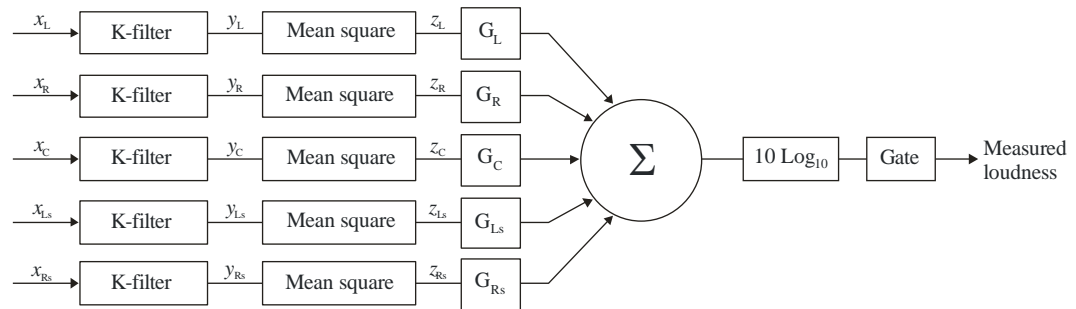 x_L K-filter y_L Mean square z_L G_L
x_R K-filter y_R Mean square z_R G_R
x_C K-filter y_C Mean square z_C G_C
Σ 10 Log_10 Gate Measured
loudness
x_Ls K-filter y_Ls Mean square z_Ls G_Ls
x_Rs K-filter y_Rs Mean square z_Rs G_Rs